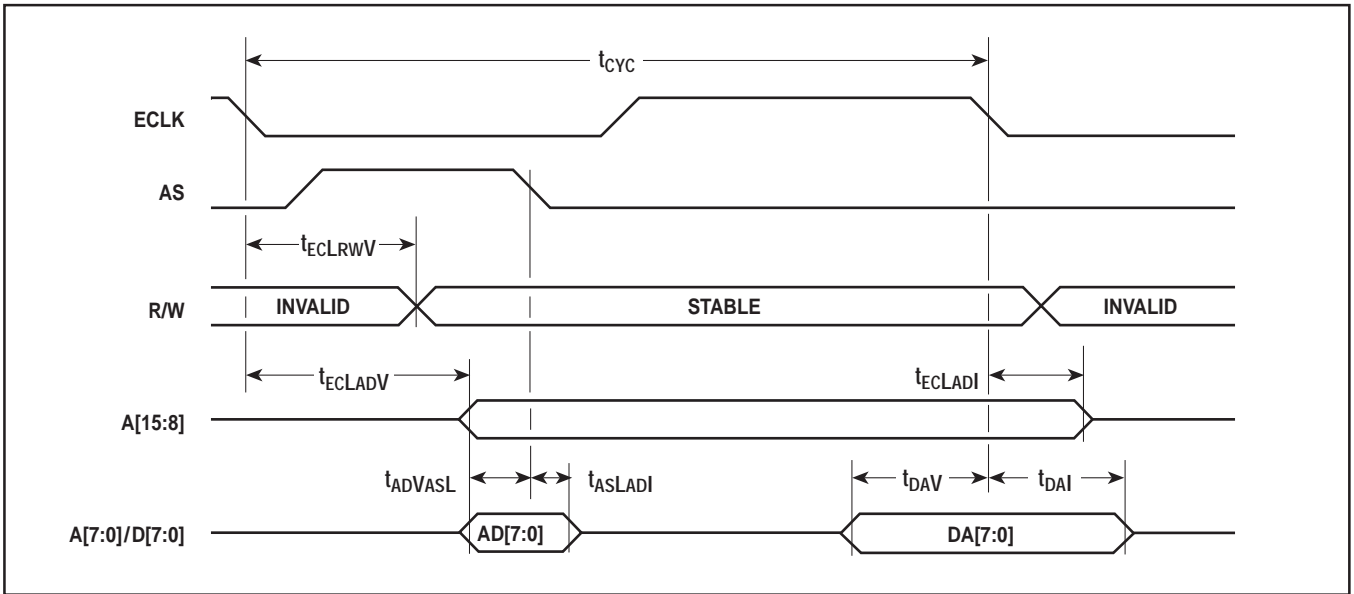 tCYC
ECLK
AS
tECLRWV
R/W
INVALID
STABLE
INVALID
tECLADV
tECLADI
A[15:8]
tADVASL
tASLADI
tDAV
tDAI
A[7:0]/D[7:0]
AD[7:0]
DA[7:0]